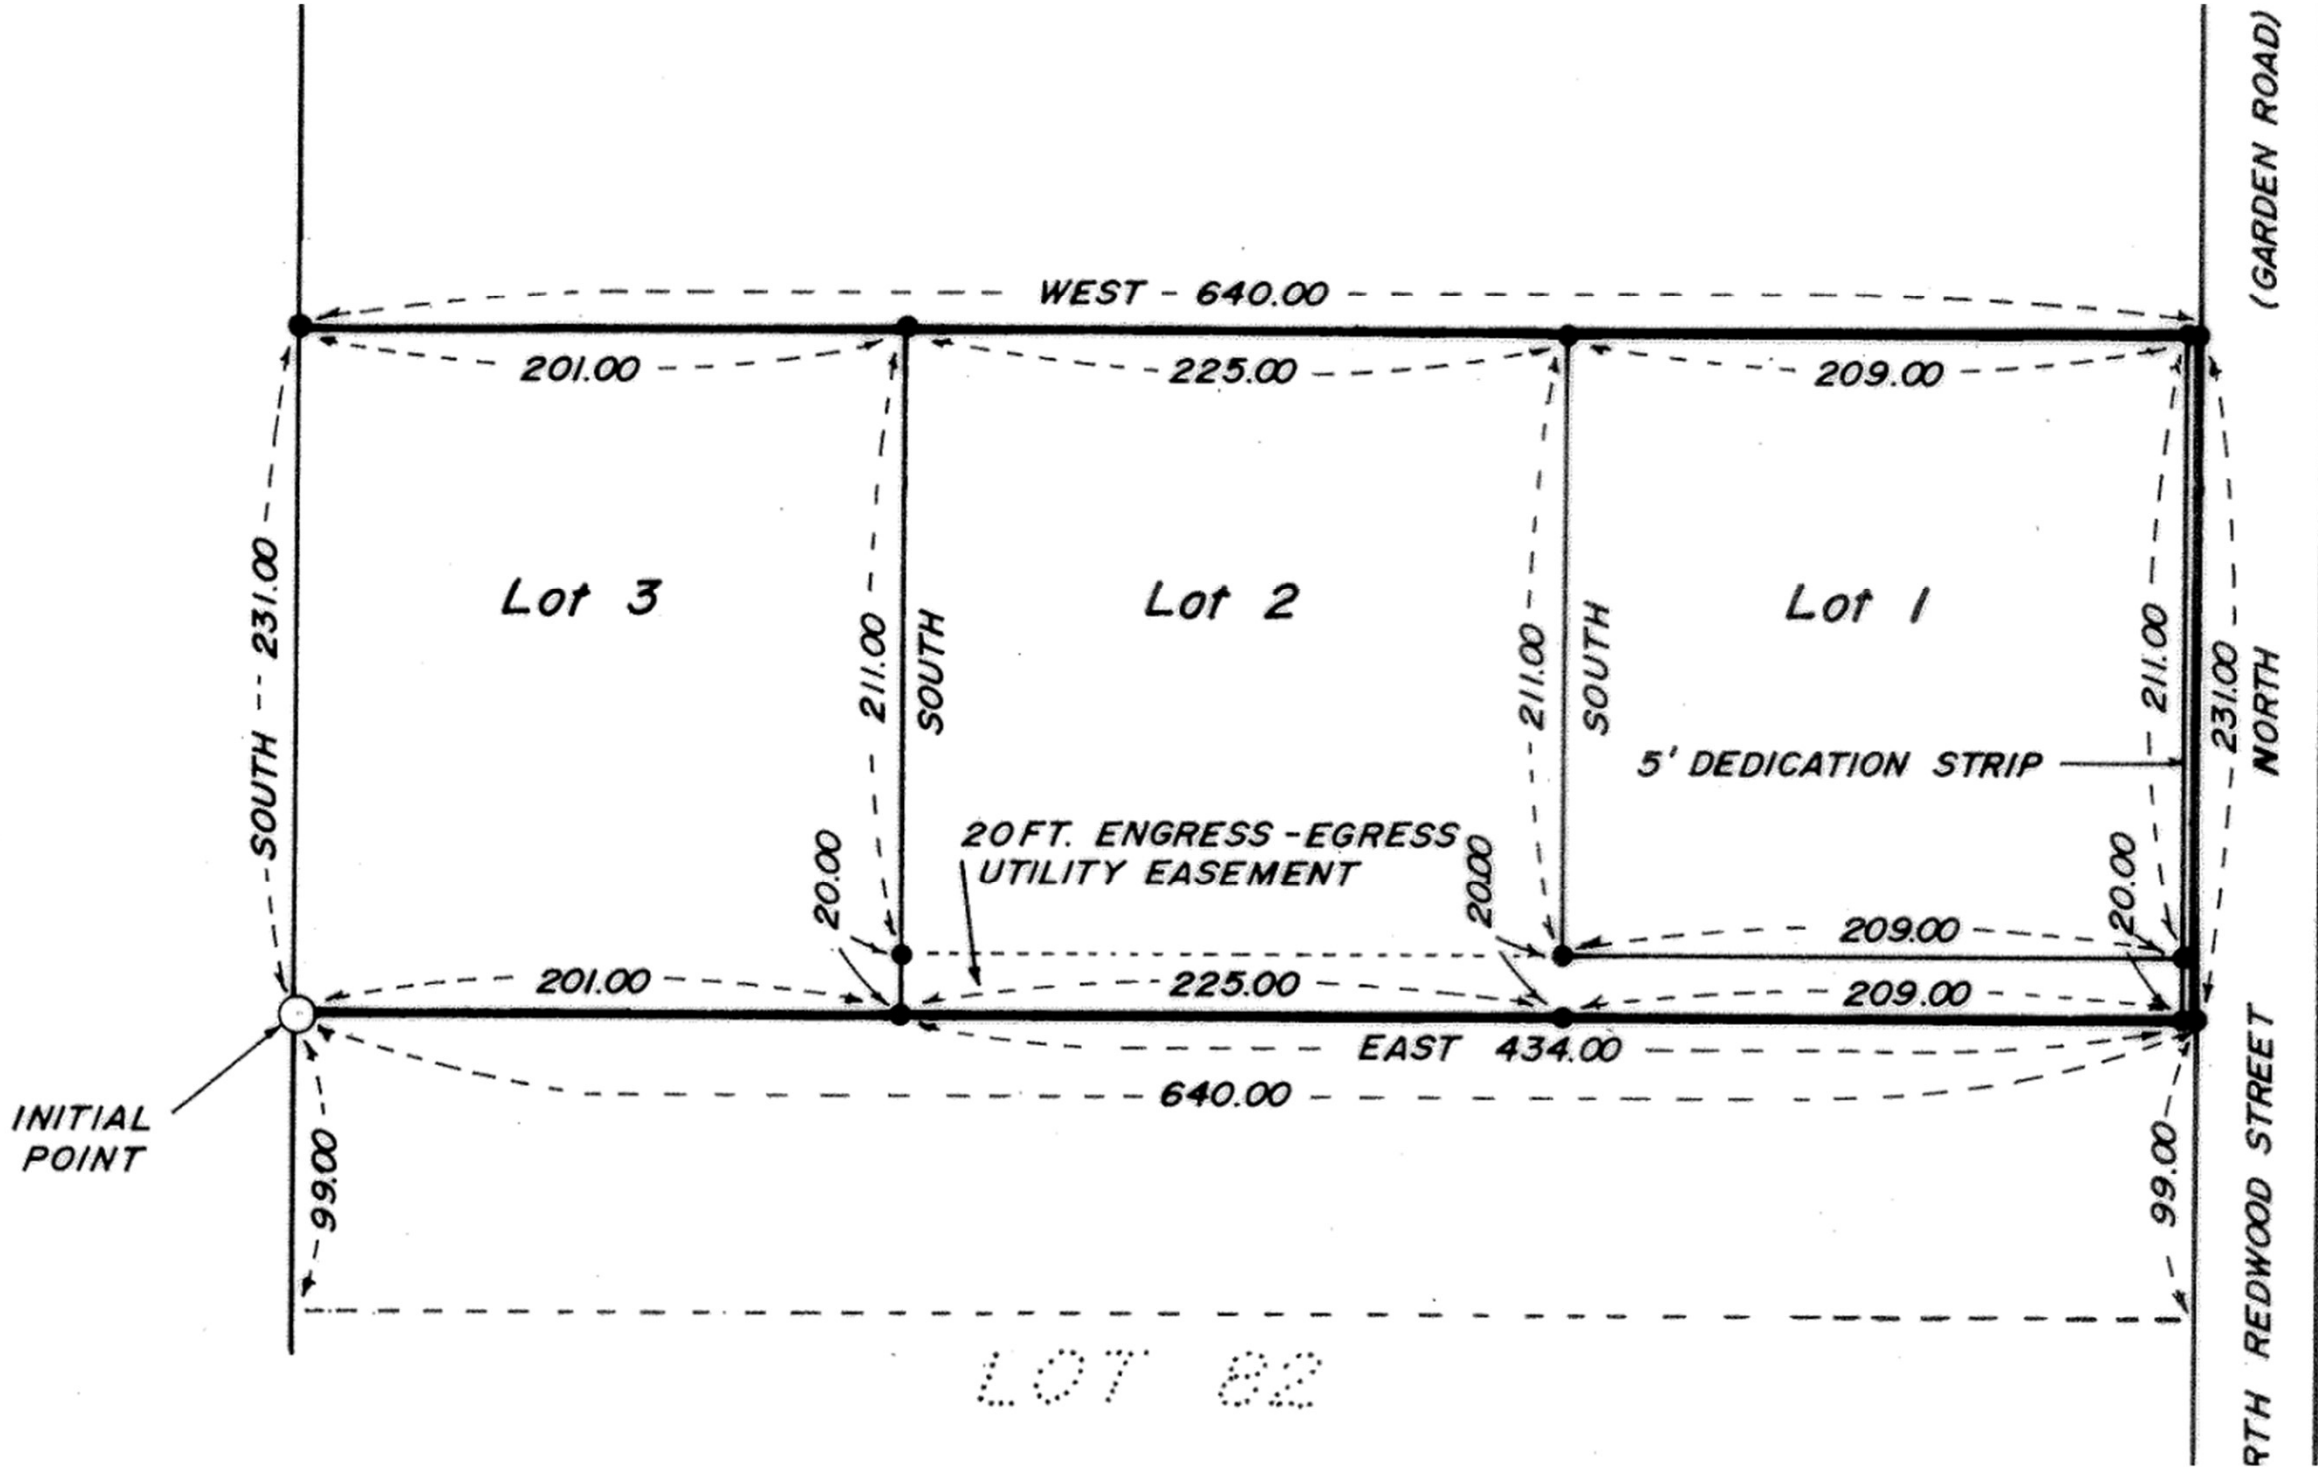 (GARDEN ROAD)
WEST - 640.00
201.00
225.00
209.00
SOUTH -- 231.00
Lot 3
211.00
SOUTH
Lot 2
211.00
SOUTH
Lot 1
211.00
231.00
NORTH
5' DEDICATION STRIP
20 FT. ENGRESS - EGRESS
UTILITY EASEMENT
20.00
20.00
20.00
209.00
201.00
225.00
209.00
EAST 434.00
640.00
INITIAL
POINT
99.00
99.00
RTH REDWOOD STREET
LOT 82